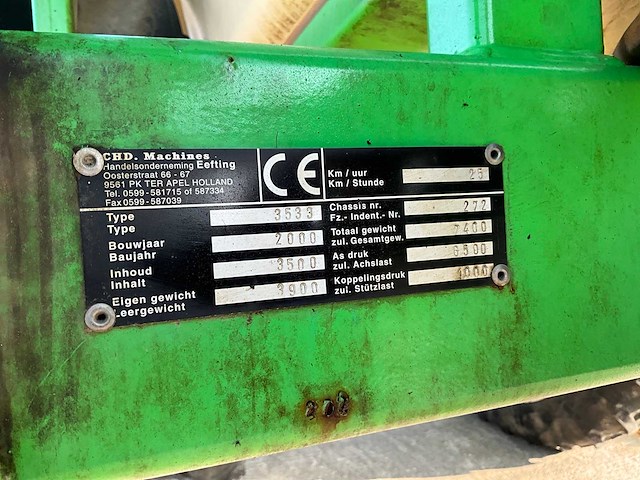 CHD. Machines
Handelsonderneming Eefting
Oosterstraat 66 - 67
9561 PK TER APEL HOLLAND
Tel. 0599-581715 of 587334
Fax 0599-587039
CE
Km / uur
Km / Stunde 25
Type
Type 3533
Bouwjaar
Baujahr 2000
Inhoud
Inhalt 3500
Eigen gewicht
Leergewicht 3900
Chassis nr.
Fz.- Indent.- Nr. 272
Totaal gewicht
zul. Gesamtgew. 7400
As druk
zul. Achslast 6500
Koppelingsdruk
zul. Stützlast 1000